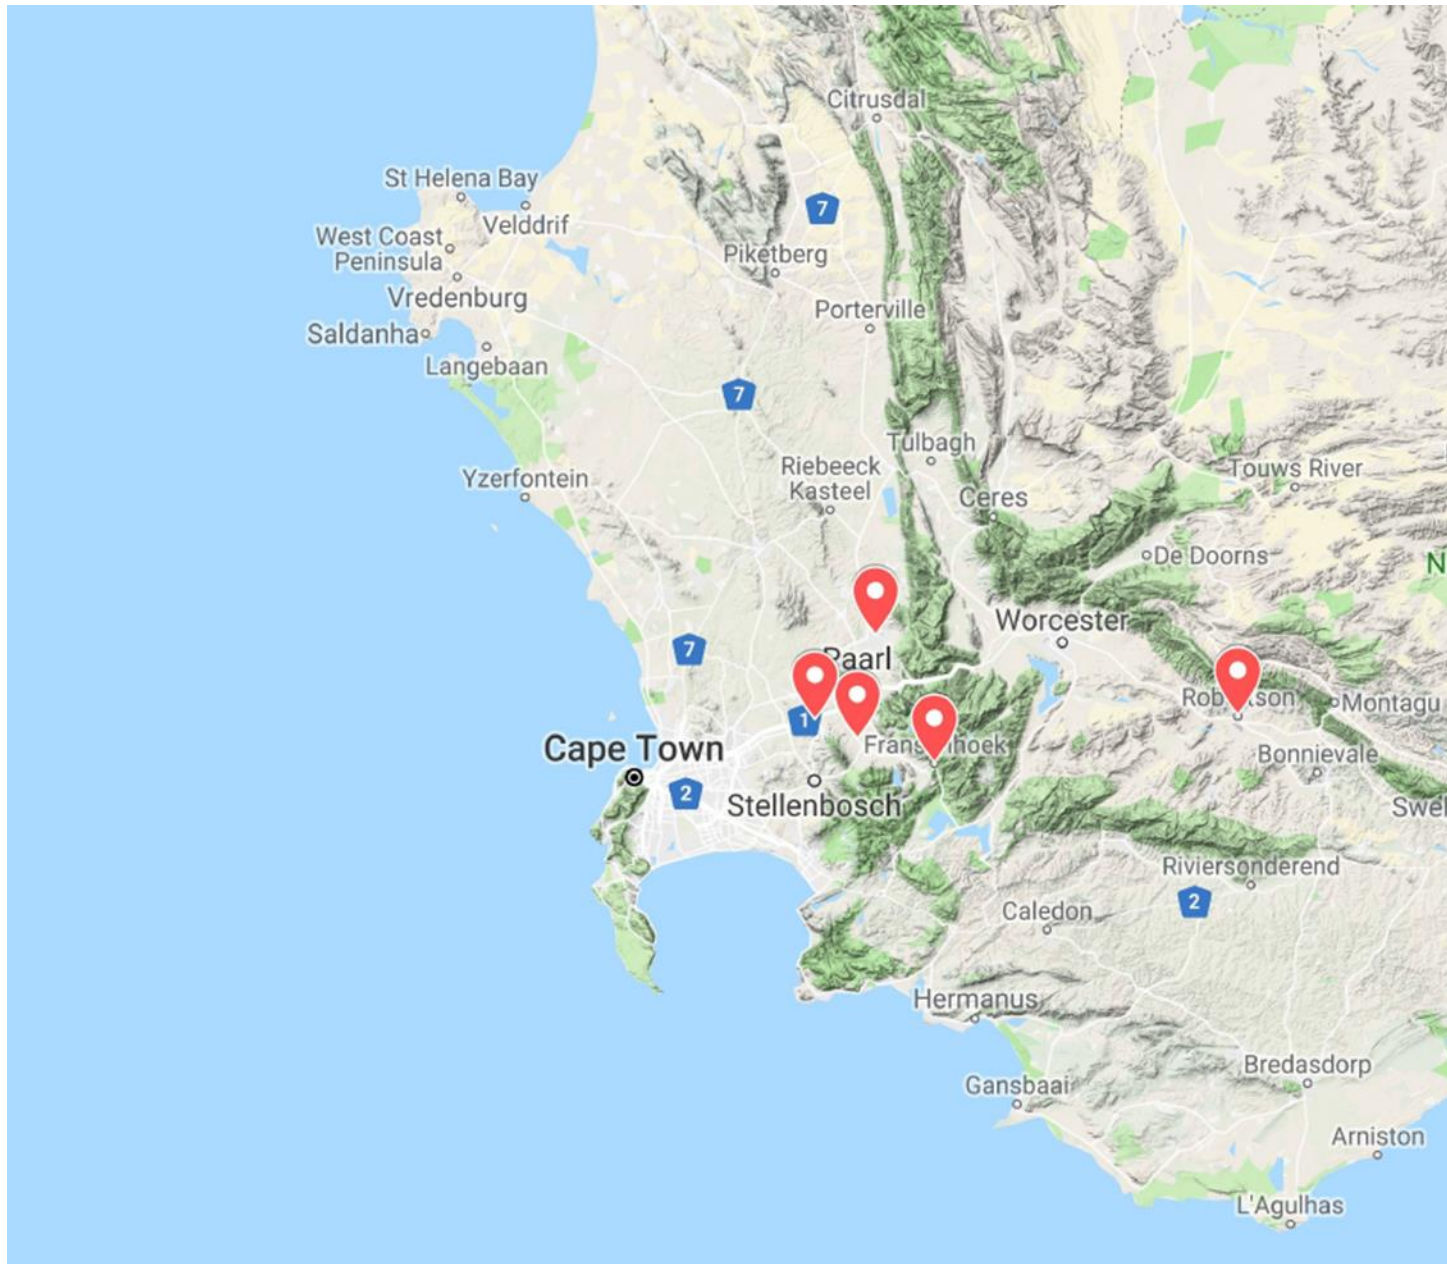 Citrusdal
St Helena Bay
Velddrif
7
West Coast
Peninsula
Piketberg
Vredenburg
Porterville
Saldanha
Langebaan
7
Tulbagh
Riebeeck
Kasteel
Touws River
Yzerfontein
Ceres
De Doorns
N
Worcester
7
Paarl
Montagu
1
Cape Town
Bonnievale
2
Stellenbosch
Swel
Riviersonderend
2
Caledon
Hermanus
Bredasdorp
Gansbaai
Arniston
L'Agulhas